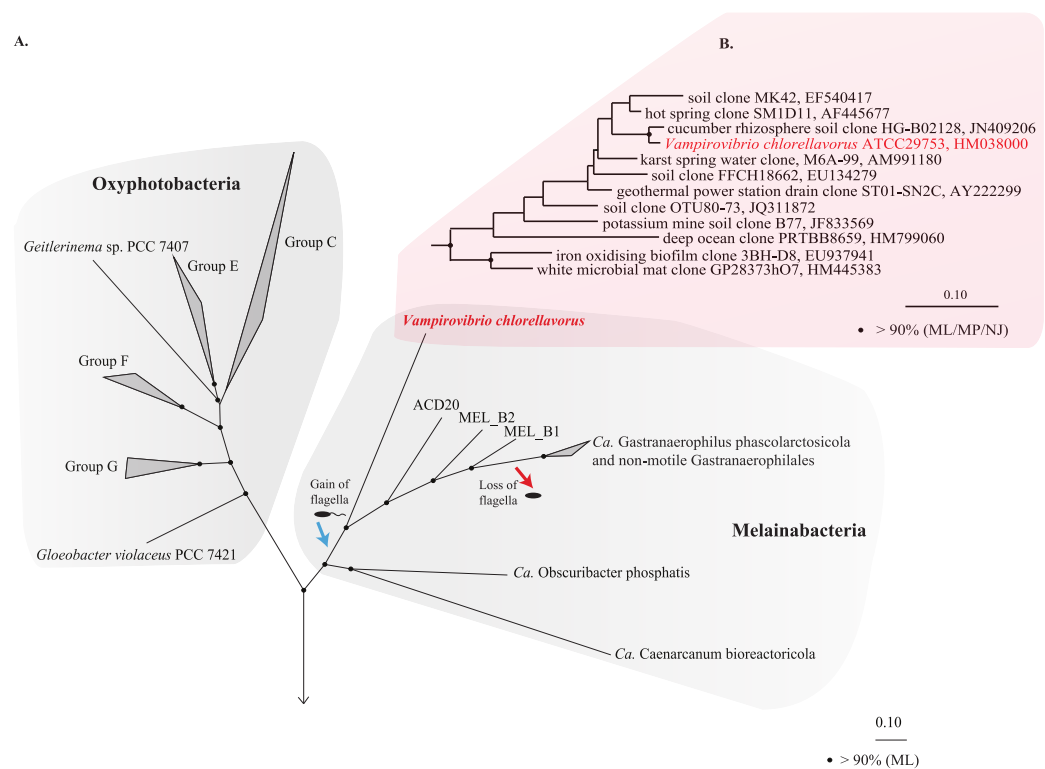 A.
B.
soil clone MK42, EF540417
hot spring clone SM1D11, AF445677
cucumber rhizosphere soil clone HG-B02128, JN409206
Vampirovibrio chlorellavorus ATCC29753, HM038000
karst spring water clone, M6A-99, AM991180
soil clone FFCH18662, EU134279
geothermal power station drain clone ST01-SN2C, AY222299
soil clone OTU80-73, JQ311872
potassium mine soil clone B77, JF833569
deep ocean clone PRTBB8659, HM799060
iron oxidising biofilm clone 3BH-D8, EU937941
white microbial mat clone GP28373hO7, HM445383
0.10
> 90% (ML/MP/NJ)
Oxyphotobacteria
Group C
Geitlerinema sp. PCC 7407
Group E
Group F
Group G
Gloeobacter violaceus PCC 7421
Vampirovibrio chlorellavorus
ACD20
MEL_B2
MEL_B1
Ca. Gastranaerophilus phascolarctosicola
and non-motile Gastranaerophilales
Gain of
flagella
Loss of
flagella
Melainabacteria
Ca. Obscuribacter phosphatis
Ca. Caenarcanum bioreactoricola
0.10
> 90% (ML)